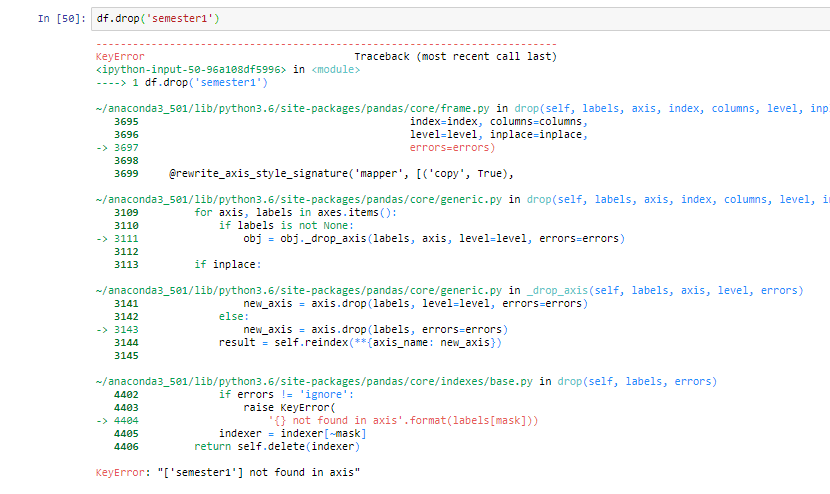 In [50]: df.drop('semester1')
---------------------------------------------------------------------------
KeyError                                  Traceback (most recent call last)
<ipython-input-50-96a108df5996> in <module>
----> 1 df.drop('semester1')
~/anaconda3_501/lib/python3.6/site-packages/pandas/core/frame.py in drop(self, labels, axis, index, columns, level, inpl
   3695                                            index=index, columns=columns,
   3696                                            level=level, inplace=inplace,
-> 3697                                            errors=errors)
   3698
   3699     @rewrite_axis_style_signature('mapper', [('copy', True),
~/anaconda3_501/lib/python3.6/site-packages/pandas/core/generic.py in drop(self, labels, axis, index, columns, level, in
   3109         for axis, labels in axes.items():
   3110             if labels is not None:
-> 3111                 obj = obj._drop_axis(labels, axis, level=level, errors=errors)
   3112
   3113         if inplace:
~/anaconda3_501/lib/python3.6/site-packages/pandas/core/generic.py in _drop_axis(self, labels, axis, level, errors)
   3141                 new_axis = axis.drop(labels, level=level, errors=errors)
   3142             else:
-> 3143                 new_axis = axis.drop(labels, errors=errors)
   3144             result = self.reindex(**{axis_name: new_axis})
   3145
~/anaconda3_501/lib/python3.6/site-packages/pandas/core/indexes/base.py in drop(self, labels, errors)
   4402             if errors != 'ignore':
   4403                 raise KeyError(
-> 4404                     '{} not found in axis'.format(labels[mask]))
   4405             indexer = indexer[~mask]
   4406         return self.delete(indexer)
KeyError: "['semester1'] not found in axis"